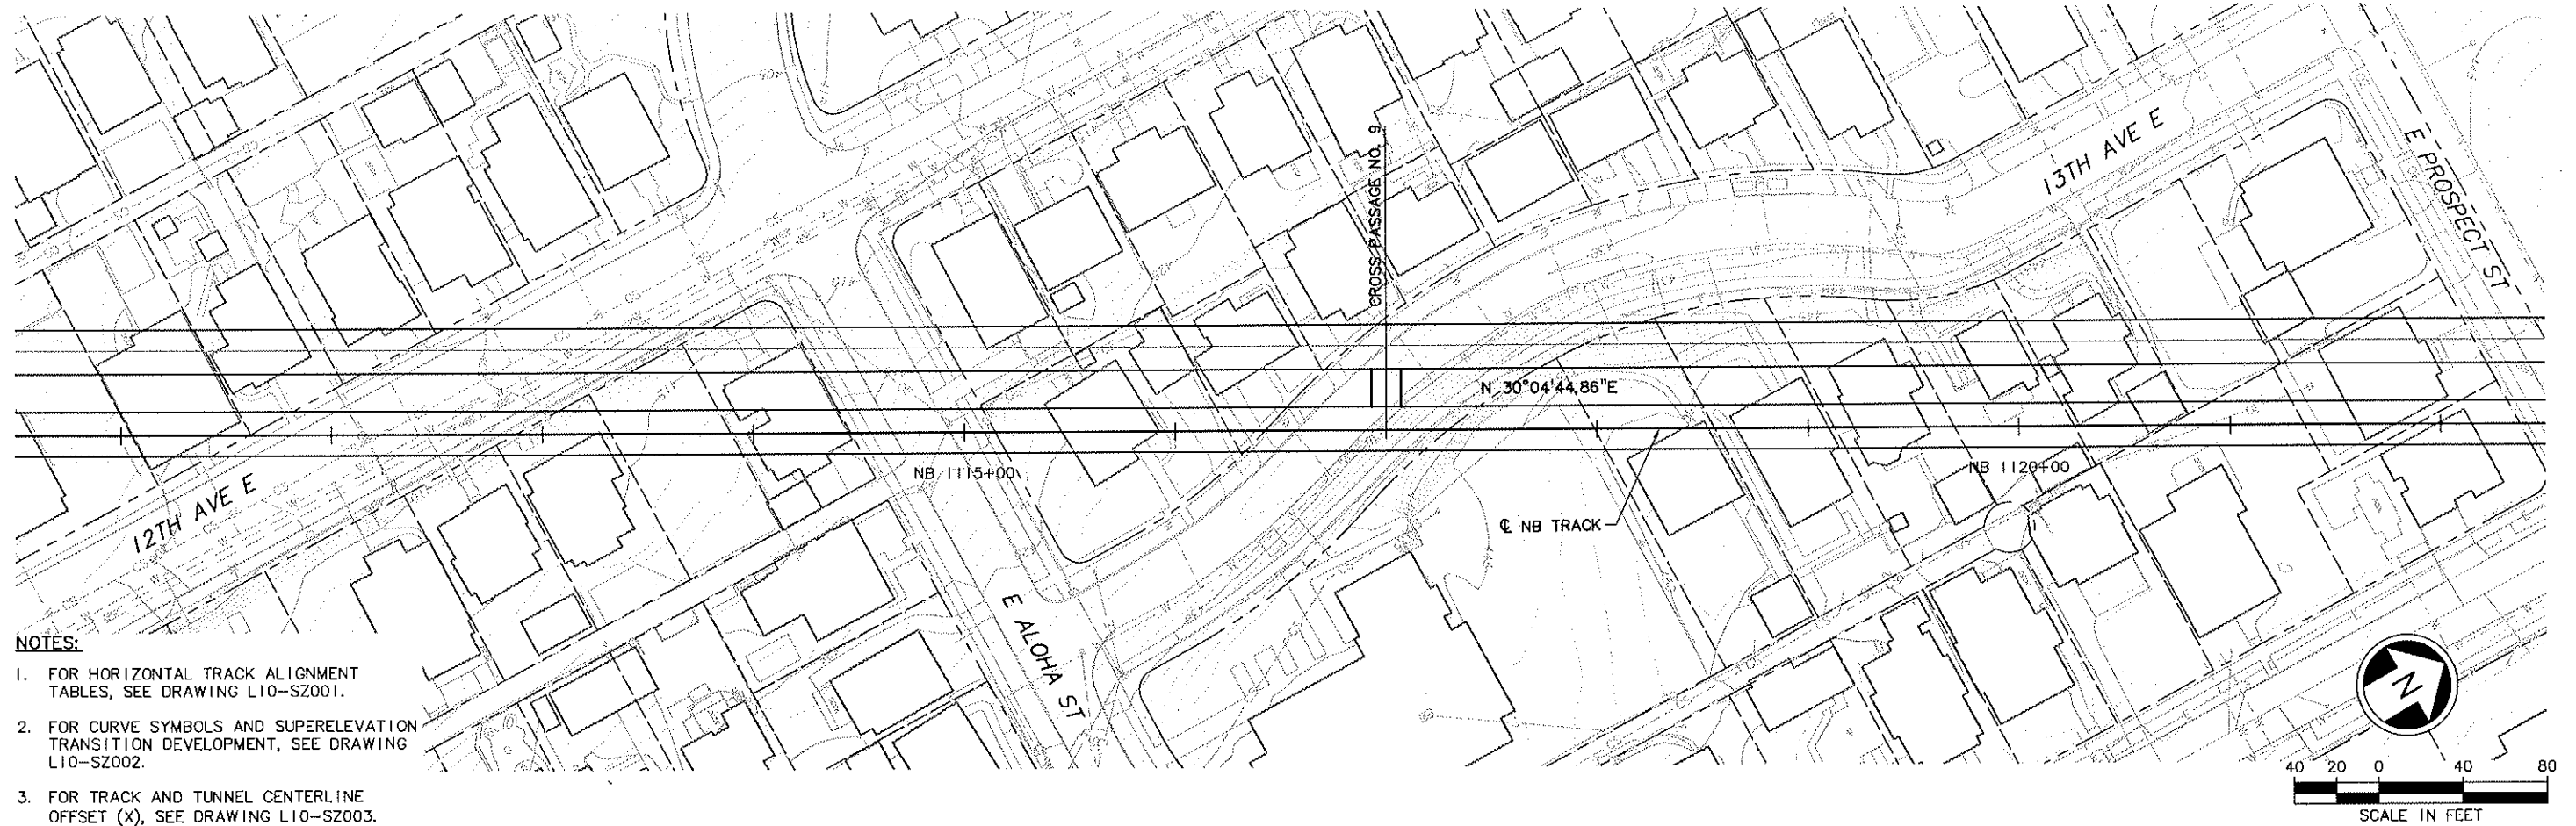 CROSS PASSAGE NO. 9
13TH AVE E
E PROSPECT ST
N 30°04'44.86"E
12TH AVE E
NB 1115+00
NB 1120+00
℄ NB TRACK
E ALOHA ST
NOTES:
1. FOR HORIZONTAL TRACK ALIGNMENT
TABLES, SEE DRAWING L10-SZ001.
2. FOR CURVE SYMBOLS AND SUPERELEVATION
TRANSITION DEVELOPMENT, SEE DRAWING
L10-SZ002.
3. FOR TRACK AND TUNNEL CENTERLINE
OFFSET (X), SEE DRAWING L10-SZ003.
N
40 20 0 40 80
SCALE IN FEET